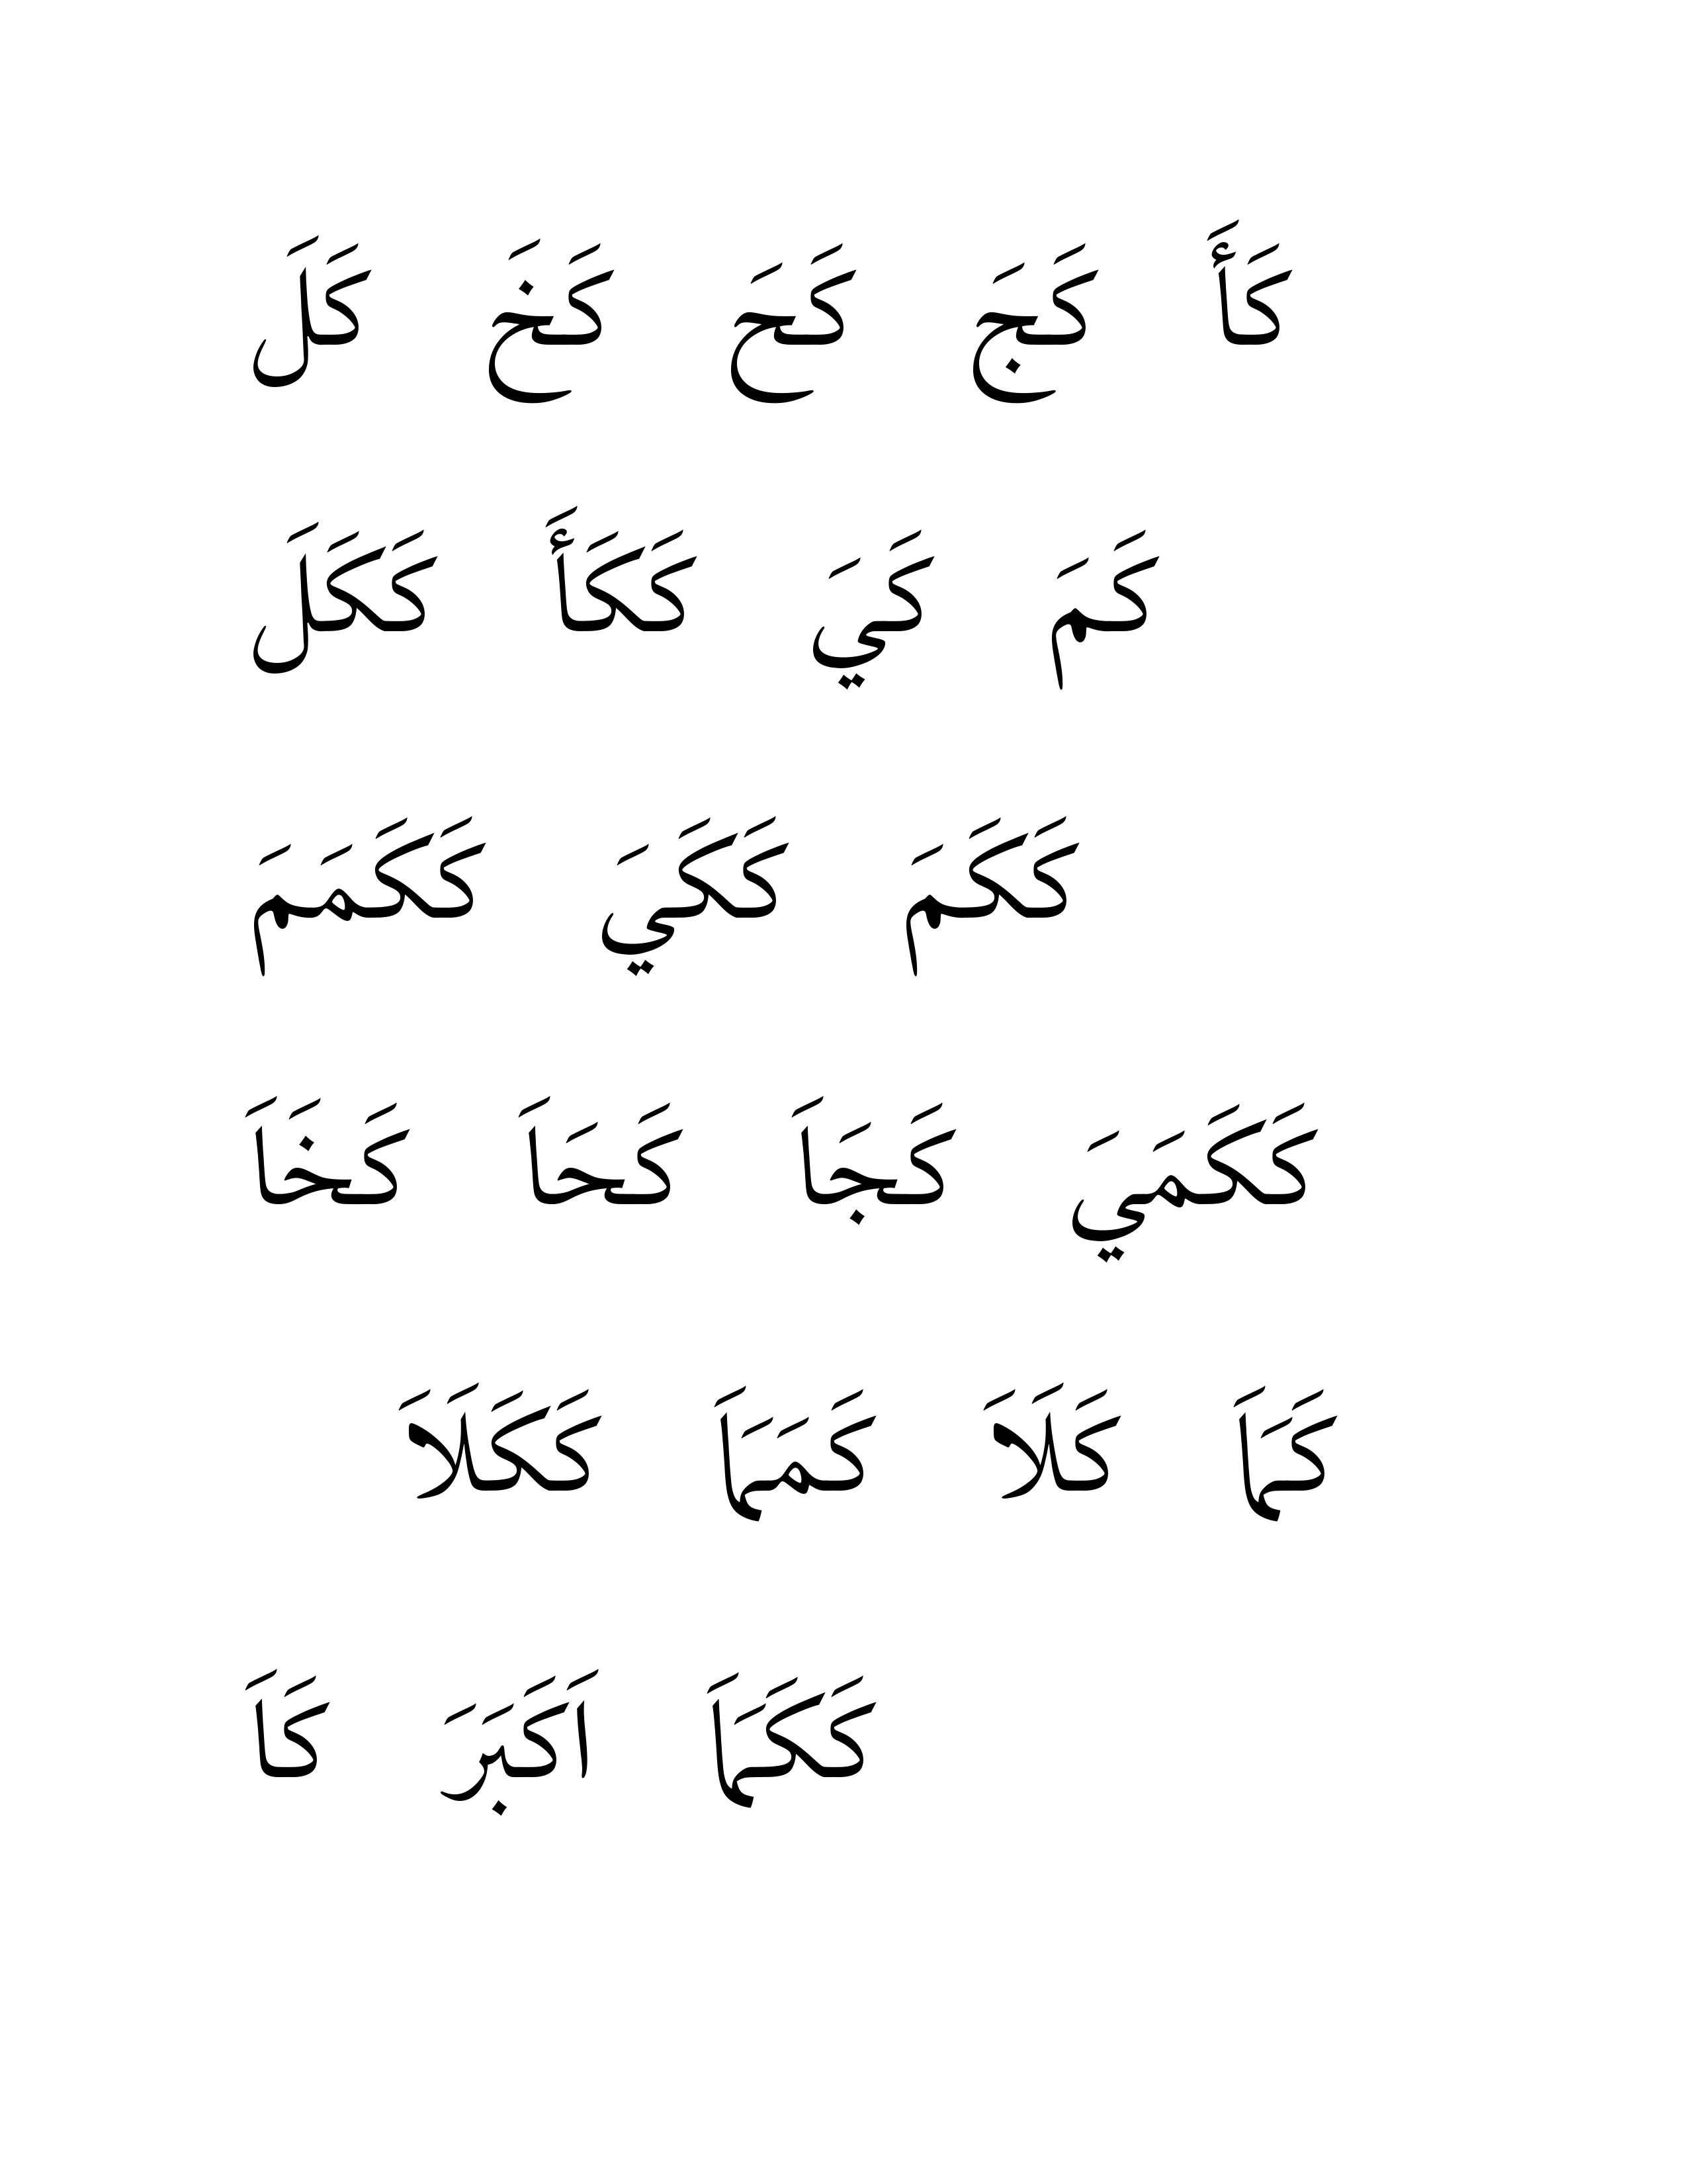 كَأَ كَجَ كَحَ كَخَ كَلَ
كَمَ كَيَ كَكَأَ كَكَلَ
كَكَمَ كَكَيَ كَكَمَمَ
كَكَمَيَ كَجَاَ كَحَاَ كَخَاَ
كَمَاَ كَلَاَ كَمَمَاَ كَكَلَاَ
كَكَمَاَ اَكَبَرَ كَاَ